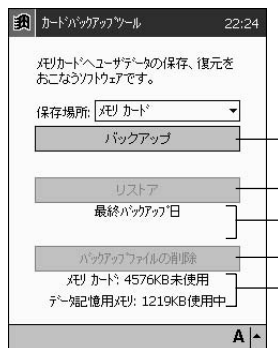 カードバックアップツール 22:24
メモリカードへユーザデータの保存、復元を
おこなうソフトウェアです。
保存場所: メモリ カード
バックアップ
リストア
最終バックアップ日
バックアップファイルの削除
メモリ カード: 4576KB未使用
データ記憶用メモリ: 1219KB使用中
A